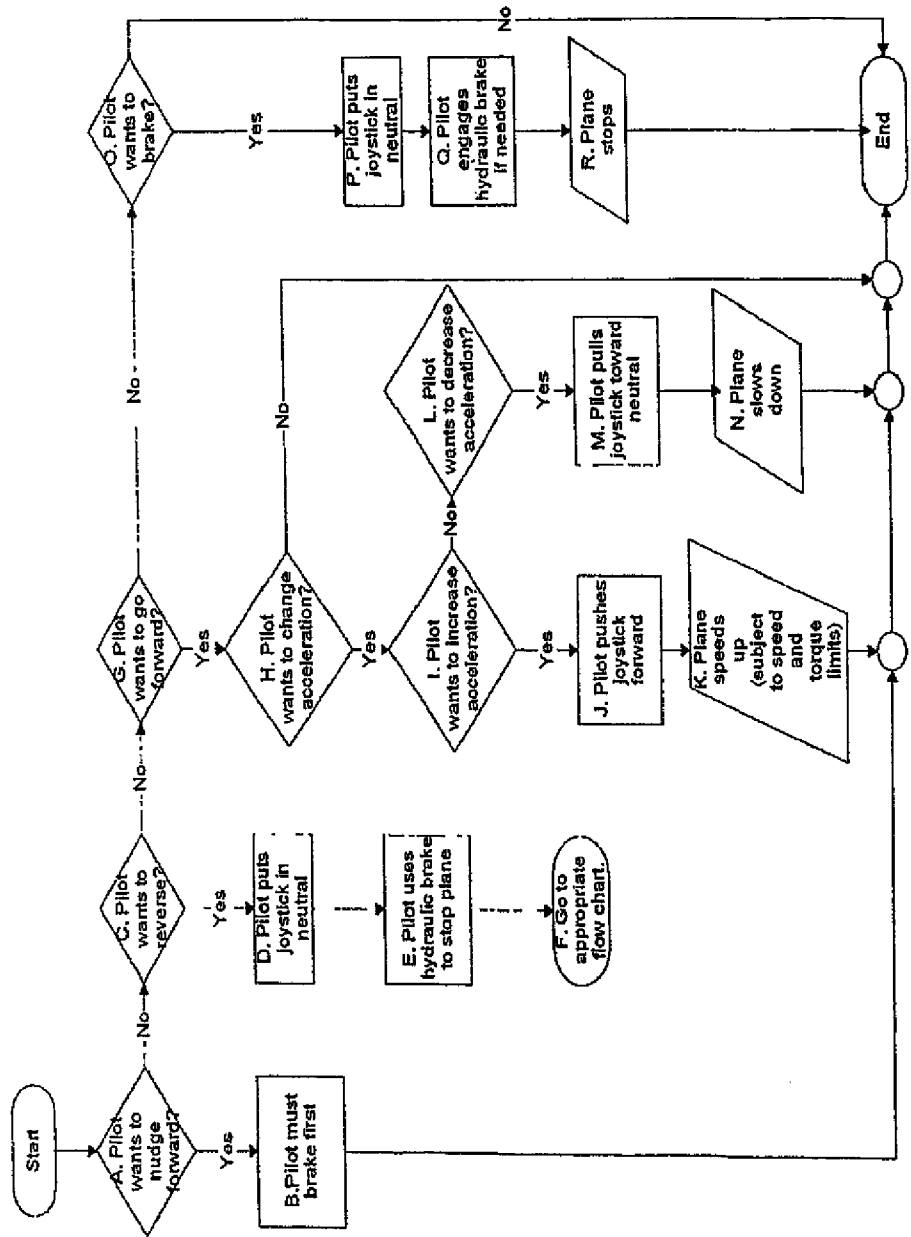 Start
A. Pilot
wants to
nudge
forward?
No
Yes
B.Pilot must
brake first
C. Pilot
wants to
reverse?
No
Yes
D. Pilot puts
joystick in
neutral
E. Pilot uses
hydraulic brake
to stop plane
F. Go to
appropriate
flow chart.
G. Pilot
wants to go
forward?
No
Yes
H. Pilot
wants to change
acceleration?
No
Yes
I. Pilot
wants to increase
acceleration?
No
Yes
J. Pilot pushes
joystick
forward
K. Plane
speeds
up
(subject
to speed
and
torque
limits)
L. Pilot
wants to decrease
acceleration?
Yes
M. Pilot pulls
joystick toward
neutral
N. Plane
slows
down
O. Pilot
wants to
brake?
No
Yes
P. Pilot puts
joystick in
neutral
Q. Pilot
engages
hydraulic brake
if needed
R. Plane
stops
End